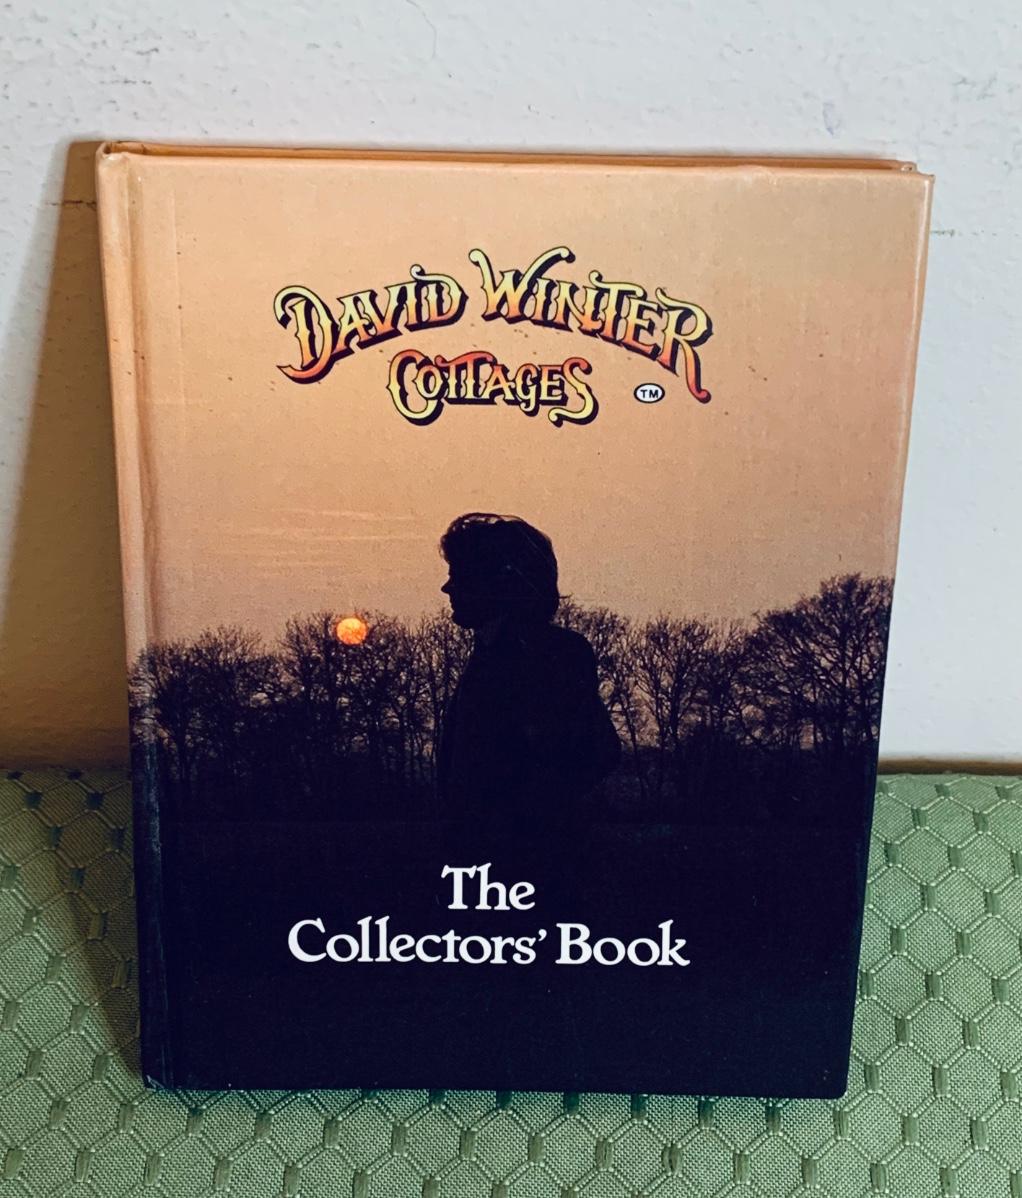 DAVID WINTER
COTTAGES TM
The
Collectors' Book